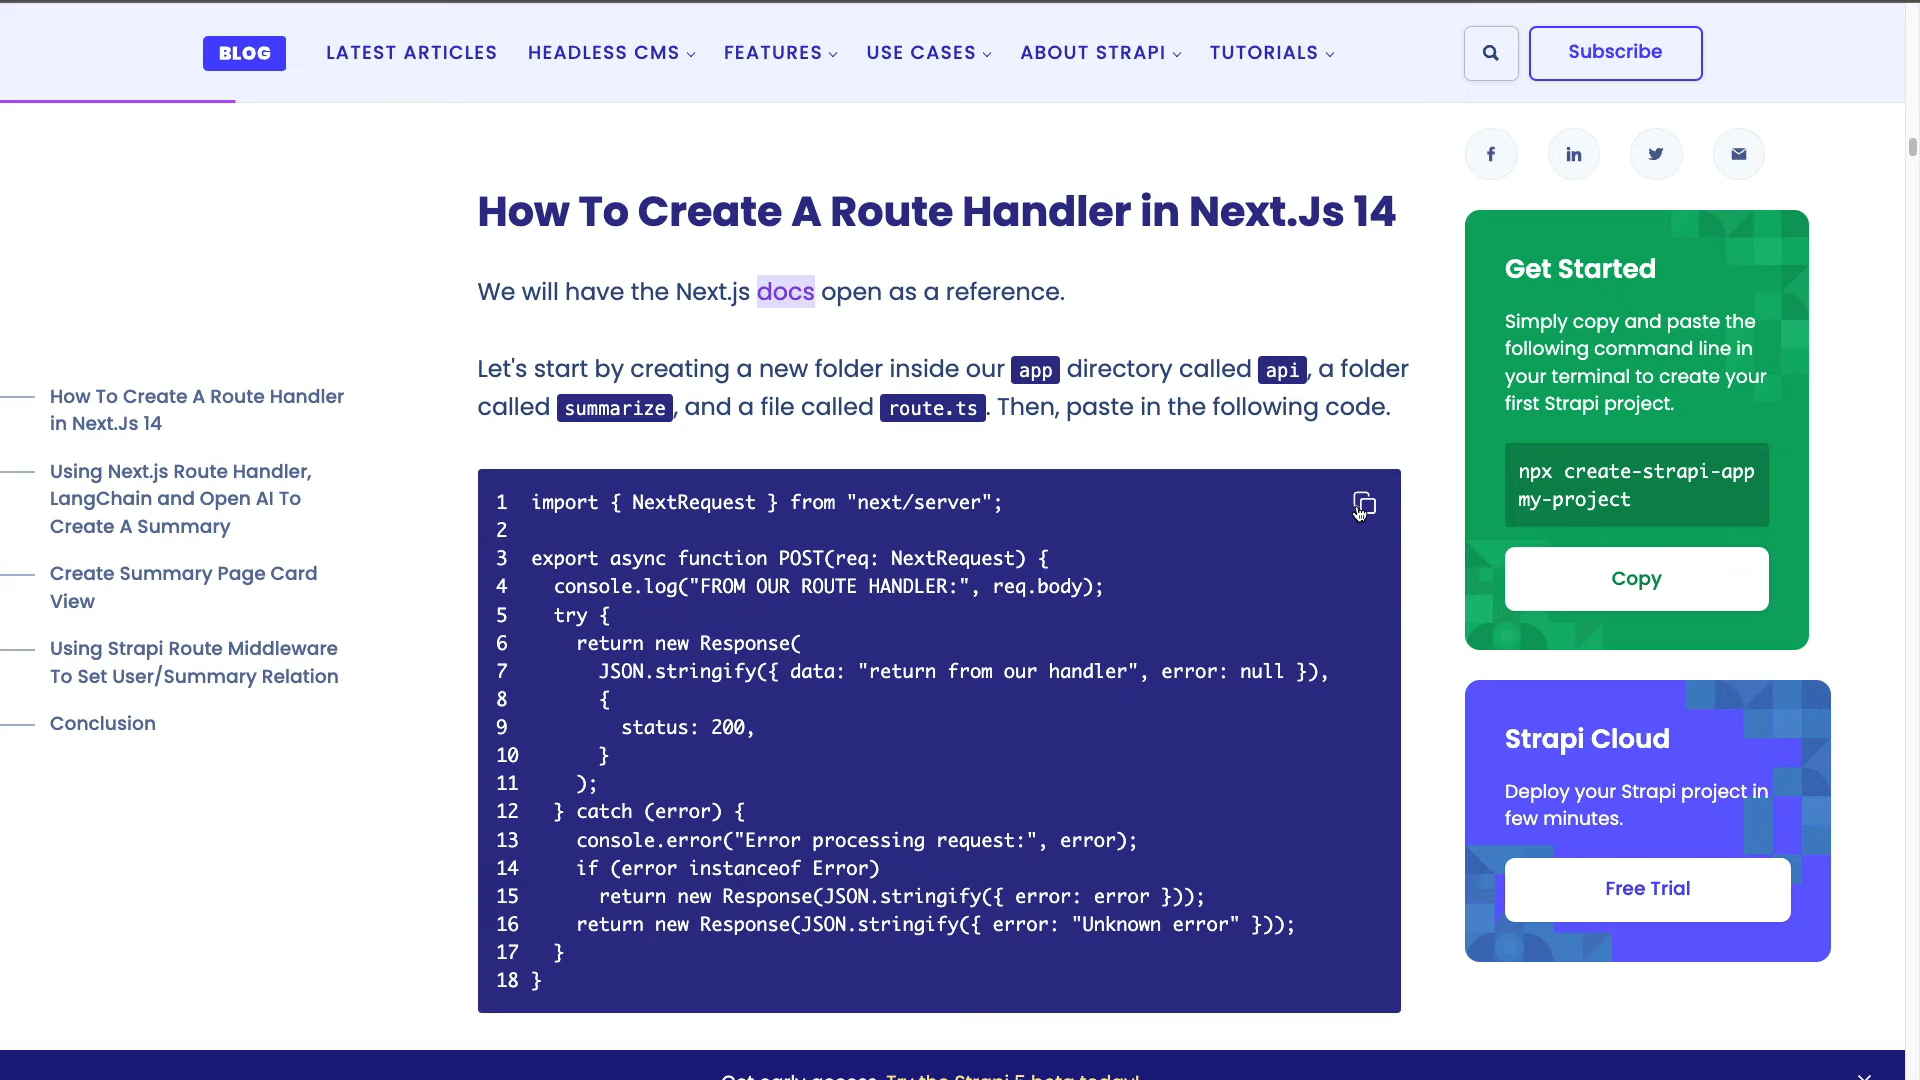 BLOG LATEST ARTICLES HEADLESS CMS FEATURES USE CASES ABOUT STRAPI TUTORIALS Subscribe
How To Create A Route Handler
in Next.Js 14
Using Next.js Route Handler,
LangChain and Open AI To
Create A Summary
Create Summary Page Card
View
Using Strapi Route Middleware
To Set User/Summary Relation
Conclusion
How To Create A Route Handler in Next.Js 14
We will have the Next.js docs open as a reference.
Let's start by creating a new folder inside our app directory called api, a folder
called summarize, and a file called route.ts. Then, paste in the following code.
1 import { NextRequest } from "next/server";
2
3 export async function POST(req: NextRequest) {
4   console.log("FROM OUR ROUTE HANDLER:", req.body);
5   try {
6     return new Response(
7       JSON.stringify({ data: "return from our handler", error: null }),
8       {
9         status: 200,
10       }
11     );
12   } catch (error) {
13     console.error("Error processing request:", error);
14     if (error instanceof Error)
15       return new Response(JSON.stringify({ error: error }));
16     return new Response(JSON.stringify({ error: "Unknown error" }));
17   }
18 }
Get Started
Simply copy and paste the
following command line in
your terminal to create your
first Strapi project.
npx create-strapi-app
my-project
Copy
Strapi Cloud
Deploy your Strapi project in
few minutes.
Free Trial
Got early access. Try the Strapi 5 beta today!